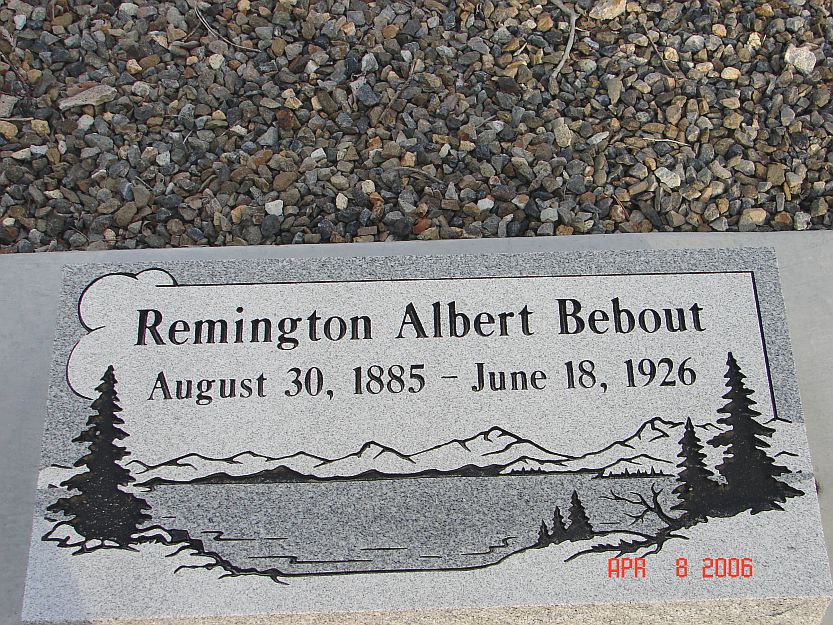 Remington Albert Bebout
August 30, 1885 - June 18, 1926
APR 8 2006